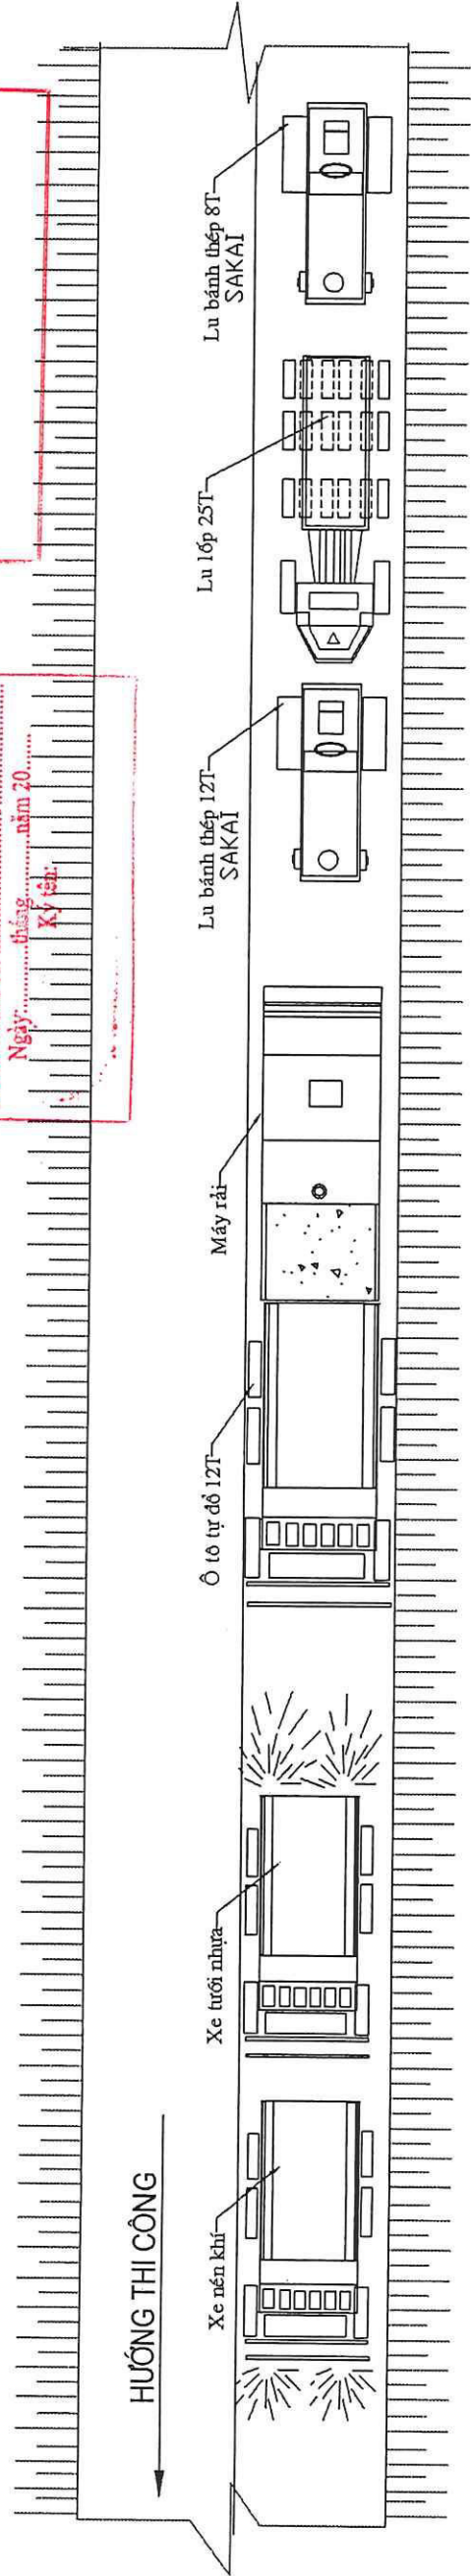 Ngày:............tháng............năm 20.......
Ký tên:
HƯỚNG THI CÔNG
Xe nén khí
Xe tưới nhựa
Ô tô tự đổ 12T
Máy rải
Lu bánh thép 12T
SAKAI
Lu lốp 25T
Lu bánh thép 8T
SAKAI